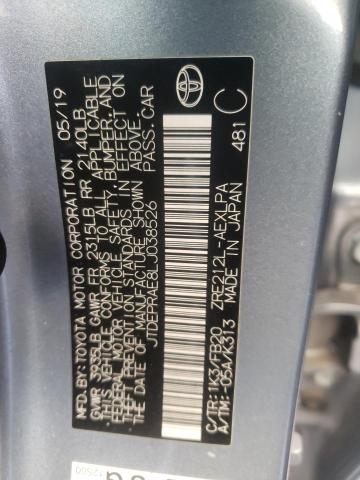 MFD.BY: TOYOTA MOTOR CORPORATION 05/19
GVWR 3955LB GAWR FR 2315LB RR 2140LB
THIS VEHICLE CONFORMS TO ALL APPLICABLE
FEDERAL MOTOR VEHICLE SAFETY, BUMPER, AND
THEFT PREVENTION STANDARDS IN EFFECT ON
THE DATE OF MANUFACTURE SHOWN ABOVE.
JTDEPRAE8LJ038526 PASS.CAR
C/TR: 1K3/FB20 ZRE212L-AEXLPA
A/TM: -05A/K313 MADE IN JAPAN 481
C